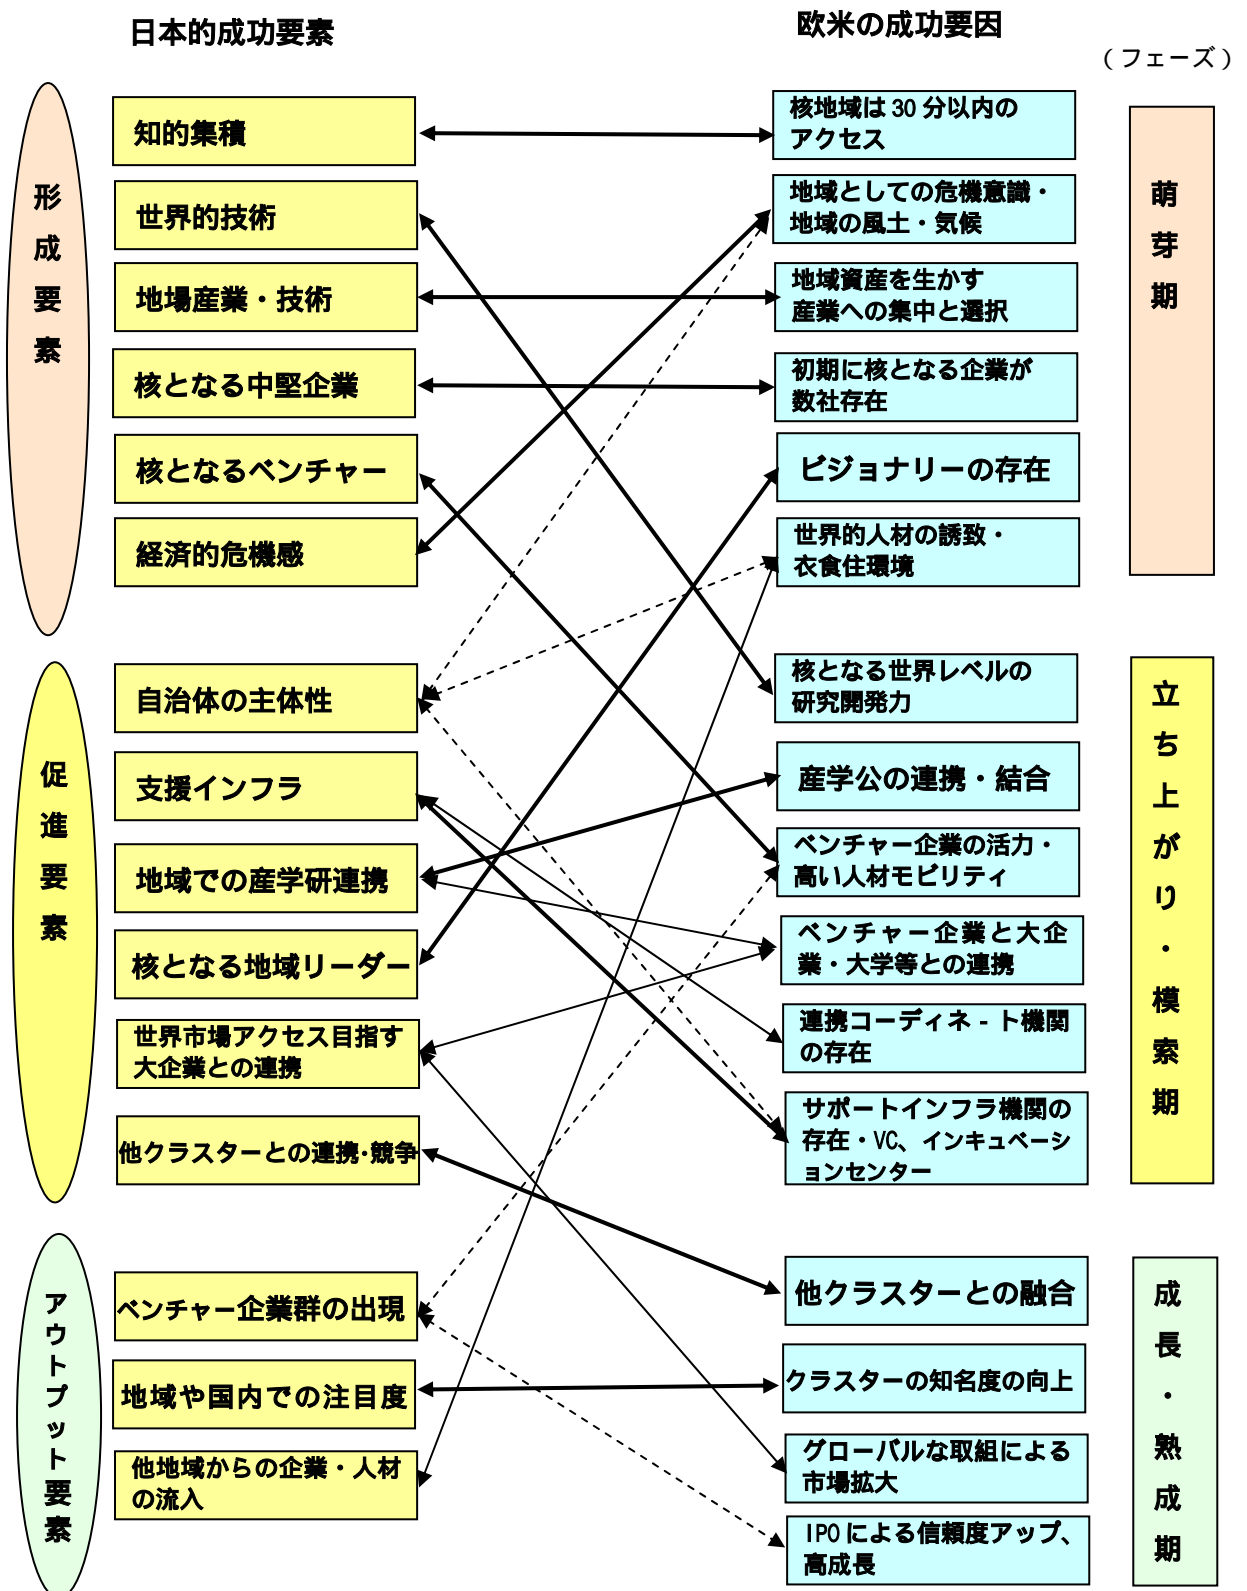 日本的成功要素
欧米の成功要因
（フェーズ）
形成要素
知的集積
世界的技術
地場産業・技術
核となる中堅企業
核となるベンチャー
経済的危機感
促進要素
自治体の主体性
支援インフラ
地域での産学研連携
核となる地域リーダー
世界市場アクセス目指す
大企業との連携
他クラスターとの連携･競争
アウトプット要素
ベンチャー企業群の出現
地域や国内での注目度
他地域からの企業・人材
の流入
核地域は30分以内の
アクセス
地域としての危機意識・
地域の風土・気候
地域資産を生かす
産業への集中と選択
初期に核となる企業が
数社存在
ビジョナリーの存在
世界的人材の誘致・
衣食住環境
核となる世界レベルの
研究開発力
産学公の連携・結合
ベンチャー企業の活力・
高い人材モビリティ
ベンチャー企業と大企
業・大学等との連携
連携コーディネ‐ト機関
の存在
サポートインフラ機関の
存在・VC、インキュベーシ
ョンセンター
他クラスターとの融合
クラスターの知名度の向上
グローバルな取組による
市場拡大
IPOによる信頼度アップ、
高成長
萌芽期
立ち上がり・模索期
成長・熟成期